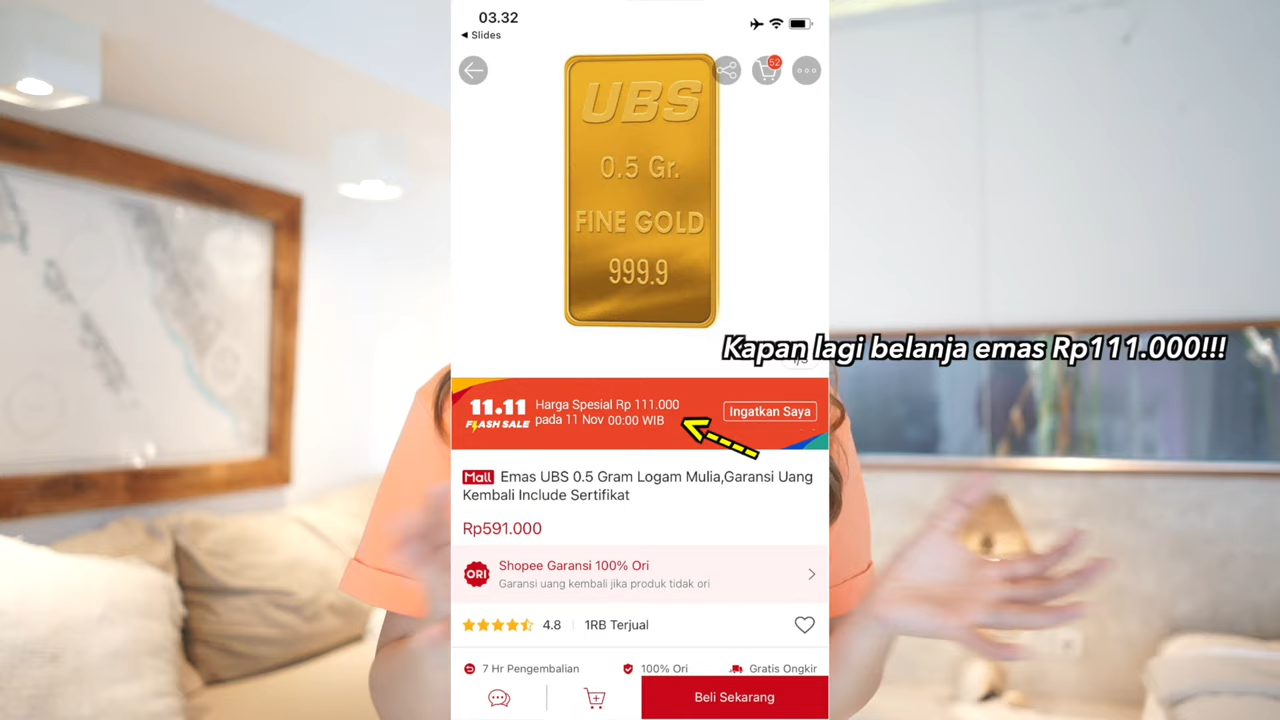 03.32
Slides
52
UBS
0.5 Gr.
FINE GOLD
999.9
Kapan lagi belanja emas Rp111.000!!!
11.11
FLASH SALE
Harga Spesial Rp 111.000
pada 11 Nov 00:00 WIB
Ingatkan Saya
Mall Emas UBS 0.5 Gram Logam Mulia,Garansi Uang
Kembali Include Sertifikat
Rp591.000
ORI
Shopee Garansi 100% Ori
Garansi uang kembali jika produk tidak ori
4.8
1RB Terjual
7 Hr Pengembalian
100% Ori
Gratis Ongkir
Beli Sekarang